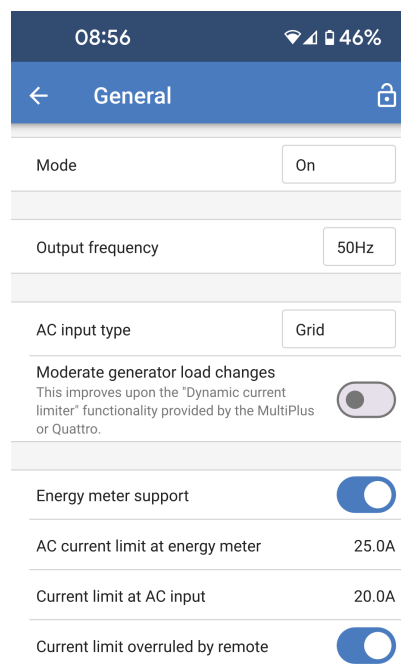 08:56 46%
General
Mode On
Output frequency 50Hz
AC input type Grid
Moderate generator load changes
This improves upon the "Dynamic current
limiter" functionality provided by the MultiPlus
or Quattro.
Energy meter support
AC current limit at energy meter 25.0A
Current limit at AC input 20.0A
Current limit overruled by remote